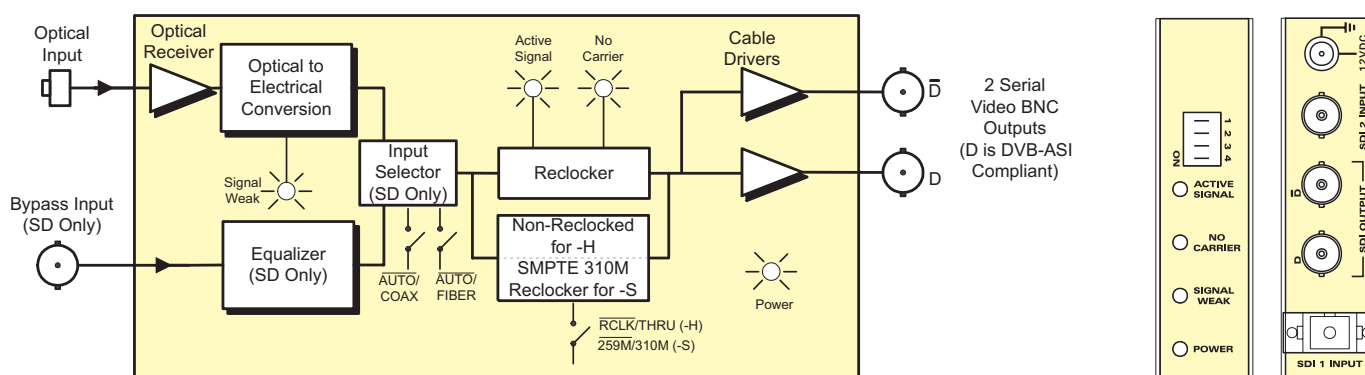 Optical
Input
Optical
Receiver
Optical to
Electrical
Conversion
Signal
Weak
Bypass Input
(SD Only)
Equalizer
(SD Only)
Input
Selector
(SD Only)
AUTO/
COAX
AUTO/
FIBER
Active
Signal
No
Carrier
Reclocker
Non-Reclocked
for -H
SMPTE 310M
Reclocker for -S
RCLK/THRU (-H)
259M/310M (-S)
Cable
Drivers
Power
D̅
D
2 Serial
Video BNC
Outputs
(D is DVB-ASI
Compliant)
1
2
3
4
NO
ACTIVE
SIGNAL
NO
CARRIER
SIGNAL
WEAK
POWER
12VDC
SDI 2 INPUT
D̅
D
SDI OUTPUT
SDI 1 INPUT